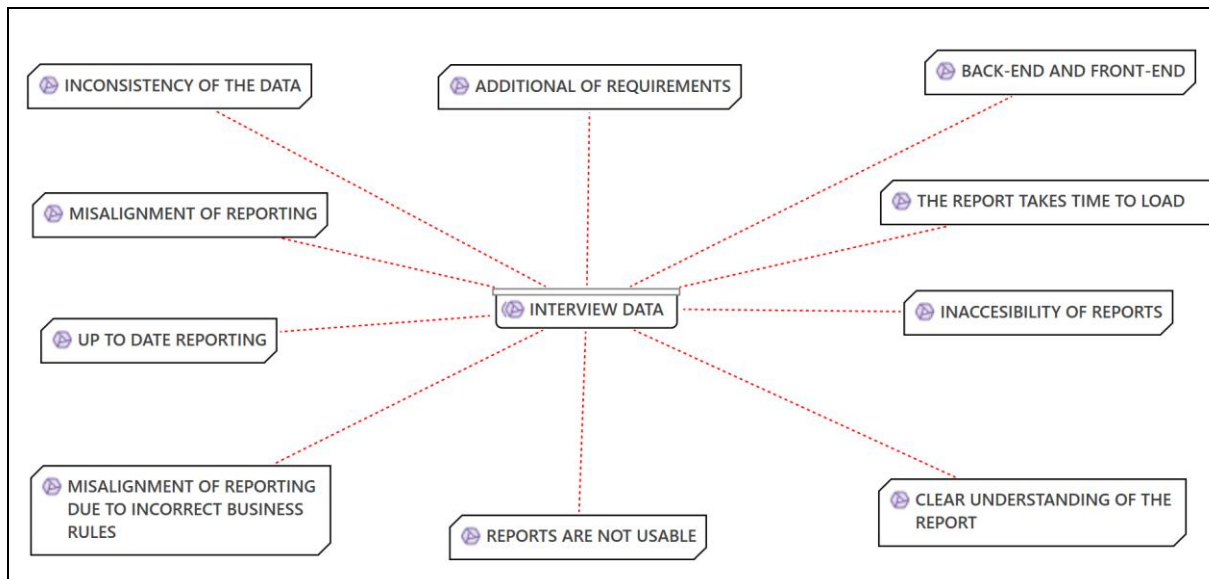 INCONSISTENCY OF THE DATA
ADDITIONAL OF REQUIREMENTS
BACK-END AND FRONT-END
MISALIGNMENT OF REPORTING
THE REPORT TAKES TIME TO LOAD
INTERVIEW DATA
INACCESIBILITY OF REPORTS
UP TO DATE REPORTING
MISALIGNMENT OF REPORTING
DUE TO INCORRECT BUSINESS
RULES
REPORTS ARE NOT USABLE
CLEAR UNDERSTANDING OF THE
REPORT